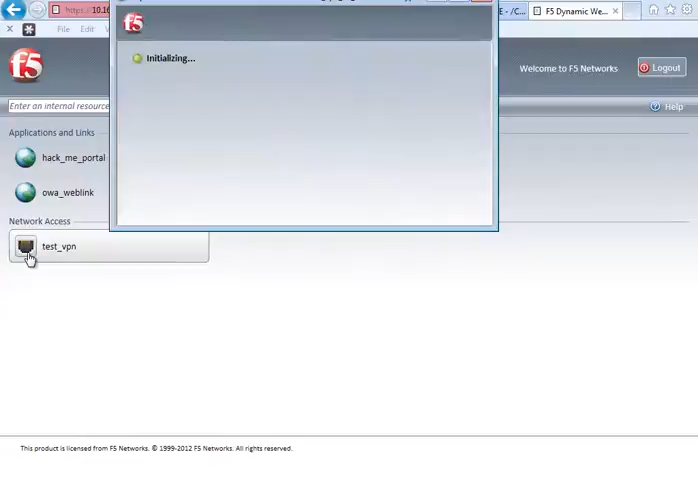 https://10.16
E - /C...
F5 Dynamic We...
File
Edit
f5
Initializing...
f5
Welcome to F5 Networks
Logout
Enter an internal resource
Help
Applications and Links
hack_me_portal
owa_weblink
Network Access
test_vpn
This product is licensed from F5 Networks. © 1999-2012 F5 Networks. All rights reserved.